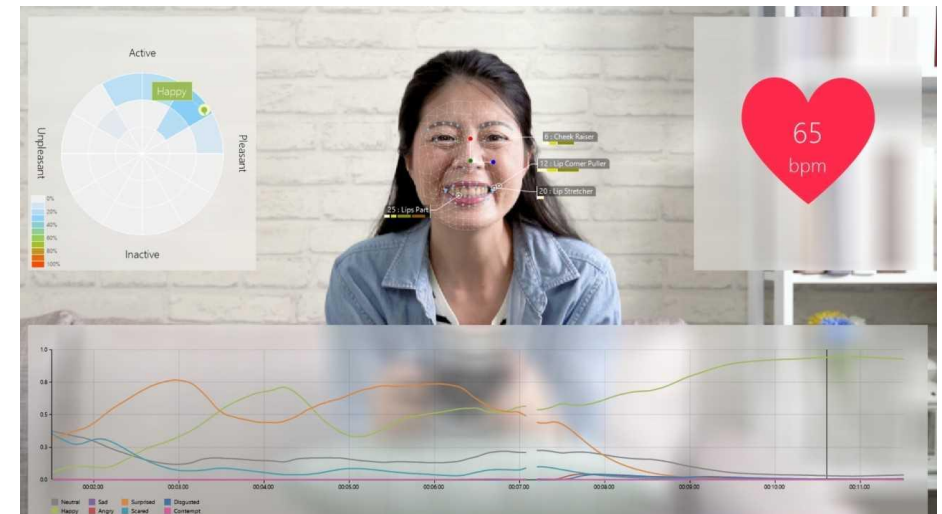 Active
Happy
Unpleasant
Pleasant
0%
20%
40%
60%
80%
100%
Inactive
6 : Cheek Raiser
12 : Lip Corner Puller
20 : Lip Stretcher
25 : Lips Part
65
bpm
1.0
0.8
0.5
0.3
0.0
00:02.00
00:03.00
00:04.00
00:05.00
00:06.00
00:07.00
00:08.00
00:09.00
00:10.00
00:11.00
Neutral Sad Surprised Disgusted
Happy Angry Scared Contempt